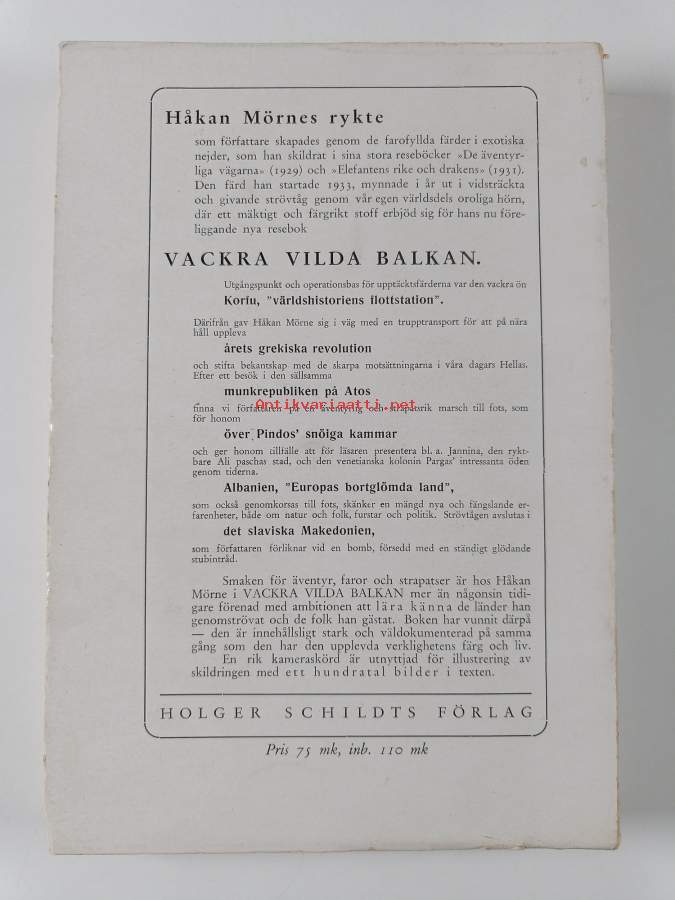 Håkan Mörnes rykte
som författare skapades genom de farofyllda färder i exotiska
nejder, som han skildrat i sina stora reseböcker »De äventyr-
liga vägarna» (1929) och »Elefantens rike och drakens» (1931).
Den färd han startade 1933, mynnade i år ut i vidsträckta
och givande strövtåg genom vår egen världsdels oroliga hörn,
där ett mäktigt och färgrikt stoff erbjöd sig för hans nu före-
liggande nya resebok
VACKRA VILDA BALKAN.
Utgångspunkt och operationsbas för upptäcktsfärderna var den vackra ön
Korfu, "världshistoriens flottstation".
Därifrån gav Håkan Mörne sig i väg med en trupptransport för att på nära
håll uppleva
årets grekiska revolution
och stifta bekantskap med de skarpa motsättningarna i våra dagars Hellas.
Efter ett besök i den sällsamma
munkrepubliken på Atos
Antikvariaatti.net
finna vi författaren på en äventyrlig och strapatsrik marsch till fots, som
för honom
över Pindos' snöiga kammar
och ger honom tillfälle att för läsaren presentera bl. a. Jannina, den rykt-
bare Ali paschas stad, och den venetianska kolonin Pargas' intressanta öden
genom tiderna.
Albanien, "Europas bortglömda land",
som också genomkorsas till fots, skänker en mängd nya och fängslande er-
farenheter, både om natur och folk, furstar och politik. Strövtågen avslutas i
det slaviska Makedonien,
som författaren förliknar vid en bomb, försedd med en ständigt glödande
stubintråd.
Smaken för äventyr, faror och strapatser är hos Håkan
Mörne i VACKRA VILDA BALKAN mer än någonsin tidi-
gare förenad med ambitionen att lära känna de länder han
genomströvat och de folk han gästat. Boken har vunnit därpå
— den är innehållsligt stark och väldokumenterad på samma
gång som den har den upplevda verklighetens färg och liv.
En rik kameraskörd är utnyttjad för illustrering av
skildringen med ett hundratal bilder i texten.
HOLGER SCHILDTS FÖRLAG
Pris 75 mk, inb. 110 mk